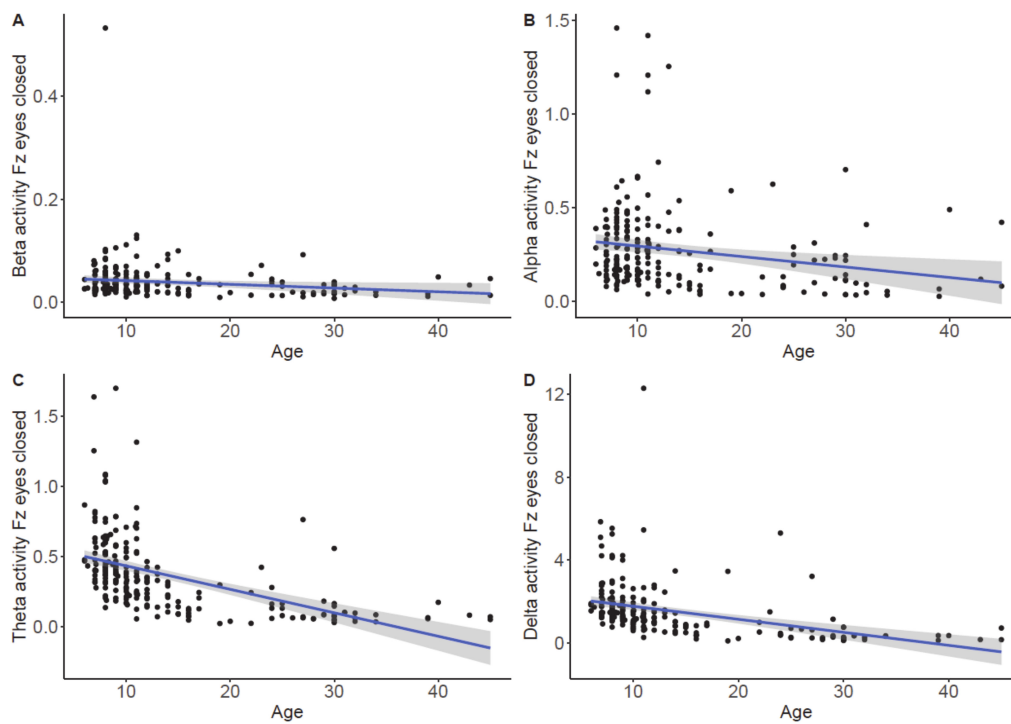 A
Beta activity Fz eyes closed
0.4
0.2
0.0
10 20 30 40
Age
B
Alpha activity Fz eyes closed
1.5
1.0
0.5
0.0
10 20 30 40
Age
C
Theta activity Fz eyes closed
1.5
1.0
0.5
0.0
10 20 30 40
Age
D
Delta activity Fz eyes closed
12
8
4
0
10 20 30 40
Age